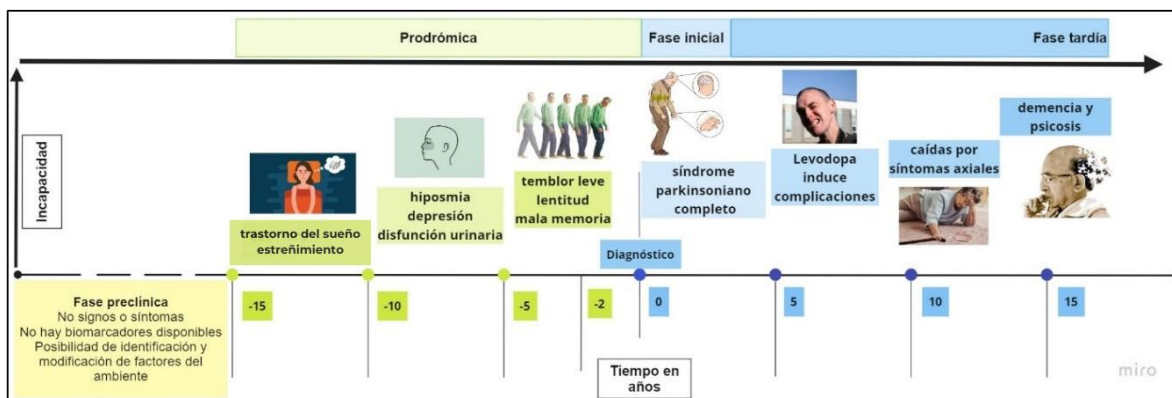 Prodrómica
Fase inicial
Fase tardía
Incapacidad
trastorno del sueño
estreñimiento
hiposmia
depresión
disfunción urinaria
temblor leve
lentitud
mala memoria
síndrome
parkinsoniano
completo
Levodopa
induce
complicaciones
caídas por
síntomas axiales
demencia y
psicosis
Diagnóstico
Fase preclínica
No signos o síntomas
No hay biomarcadores disponibles
Posibilidad de identificación y
modificación de factores del
ambiente
-15
-10
-5
-2
0
5
10
15
Tiempo en
años
miro